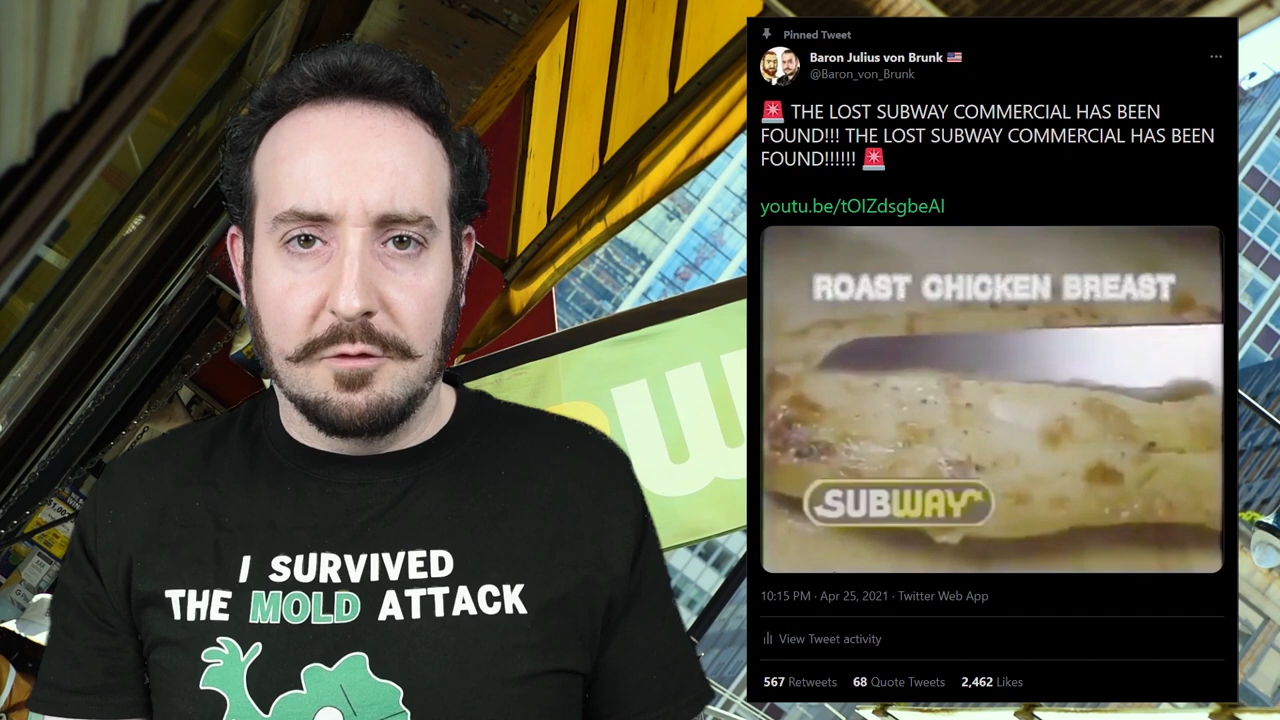 Pinned Tweet
Baron Julius von Brunk 🇺🇸
@Baron_von_Brunk
🚨 THE LOST SUBWAY COMMERCIAL HAS BEEN
FOUND!!! THE LOST SUBWAY COMMERCIAL HAS BEEN
FOUND!!!!!! 🚨
youtu.be/tOIZdsgbeAI
ROAST CHICKEN BREAST
SUBWAY
10:15 PM · Apr 25, 2021 · Twitter Web App
View Tweet activity
567 Retweets 68 Quote Tweets 2,462 Likes
I SURVIVED
THE MOLD ATTACK